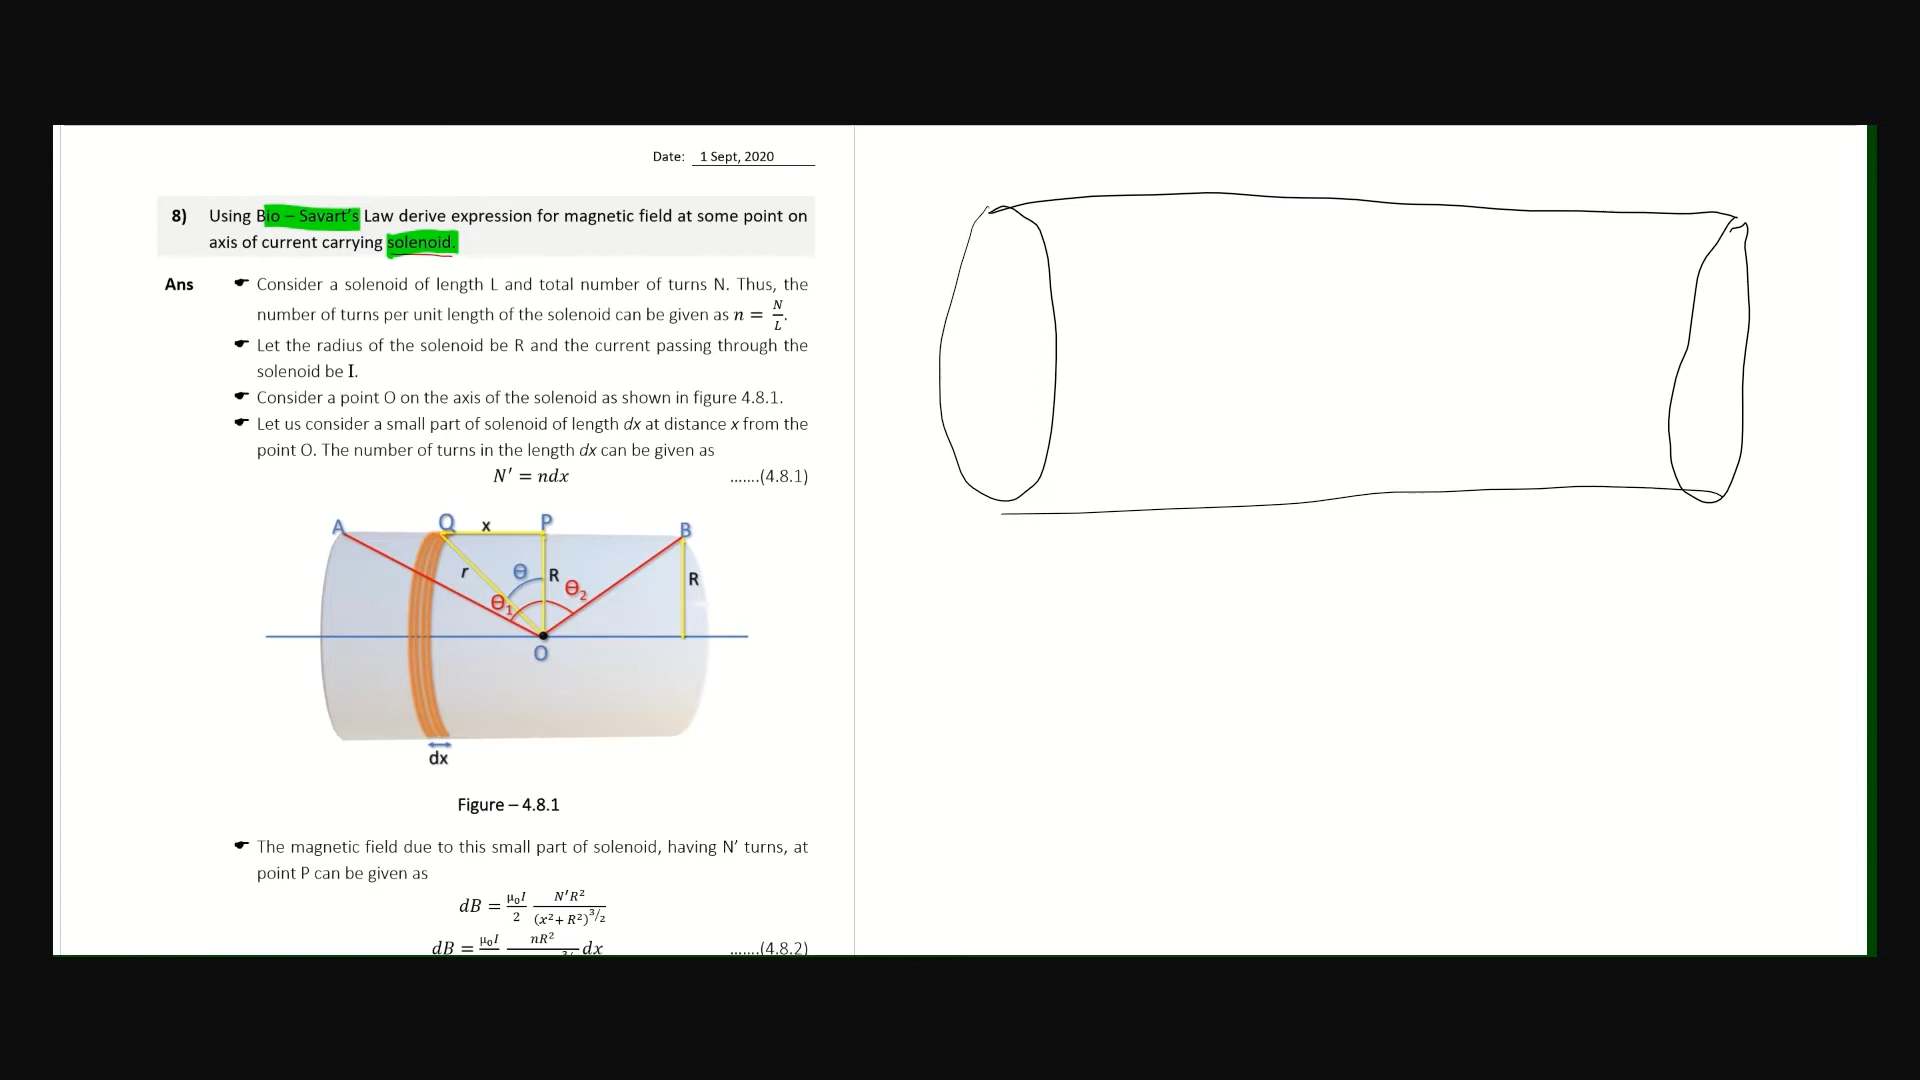 Date: 1 Sept, 2020
8) Using Bio – Savart's Law derive expression for magnetic field at some point on
axis of current carrying solenoid.
Ans ☛ Consider a solenoid of length L and total number of turns N. Thus, the
number of turns per unit length of the solenoid can be given as n = N/L.
☛ Let the radius of the solenoid be R and the current passing through the
solenoid be I.
☛ Consider a point O on the axis of the solenoid as shown in figure 4.8.1.
☛ Let us consider a small part of solenoid of length dx at distance x from the
point O. The number of turns in the length dx can be given as
N′ = ndx .......(4.8.1)
A Q x P B
r θ R θ₂ R
θ₁
O
dx
Figure – 4.8.1
☛ The magnetic field due to this small part of solenoid, having N’ turns, at
point P can be given as
dB = μ₀I/2 N′R²/(x²+ R²)^3/2
dB = μ₀I nR² dx .......(4.8.2)